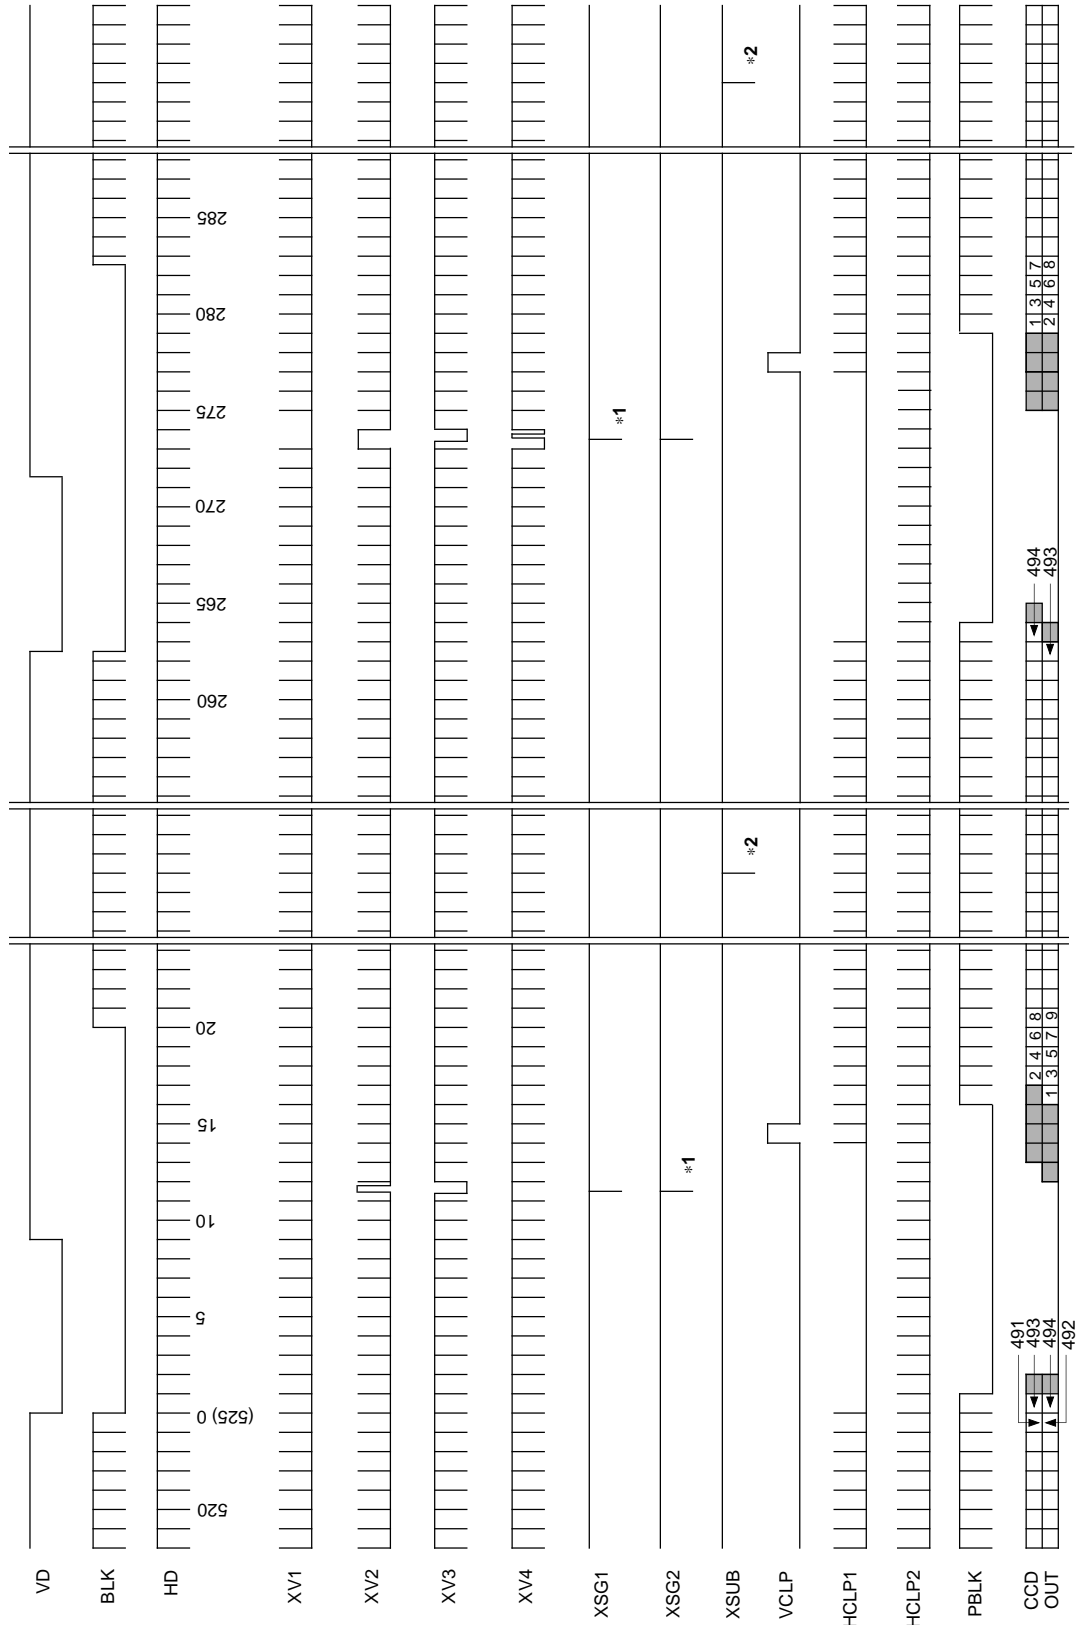 VD
BLK
HD
520
0 (525)
5
10
15
20
260
265
270
275
280
285
XV1
XV2
XV3
XV4
XSG1
*1
XSG2
*1
XSUB
*2
*2
VCLP
HCLP1
HCLP2
PBLK
CCD
OUT
491
493
494
492
2 4 6 8
1 3 5 7 9
494
493
1 3 5 7
2 4 6 8